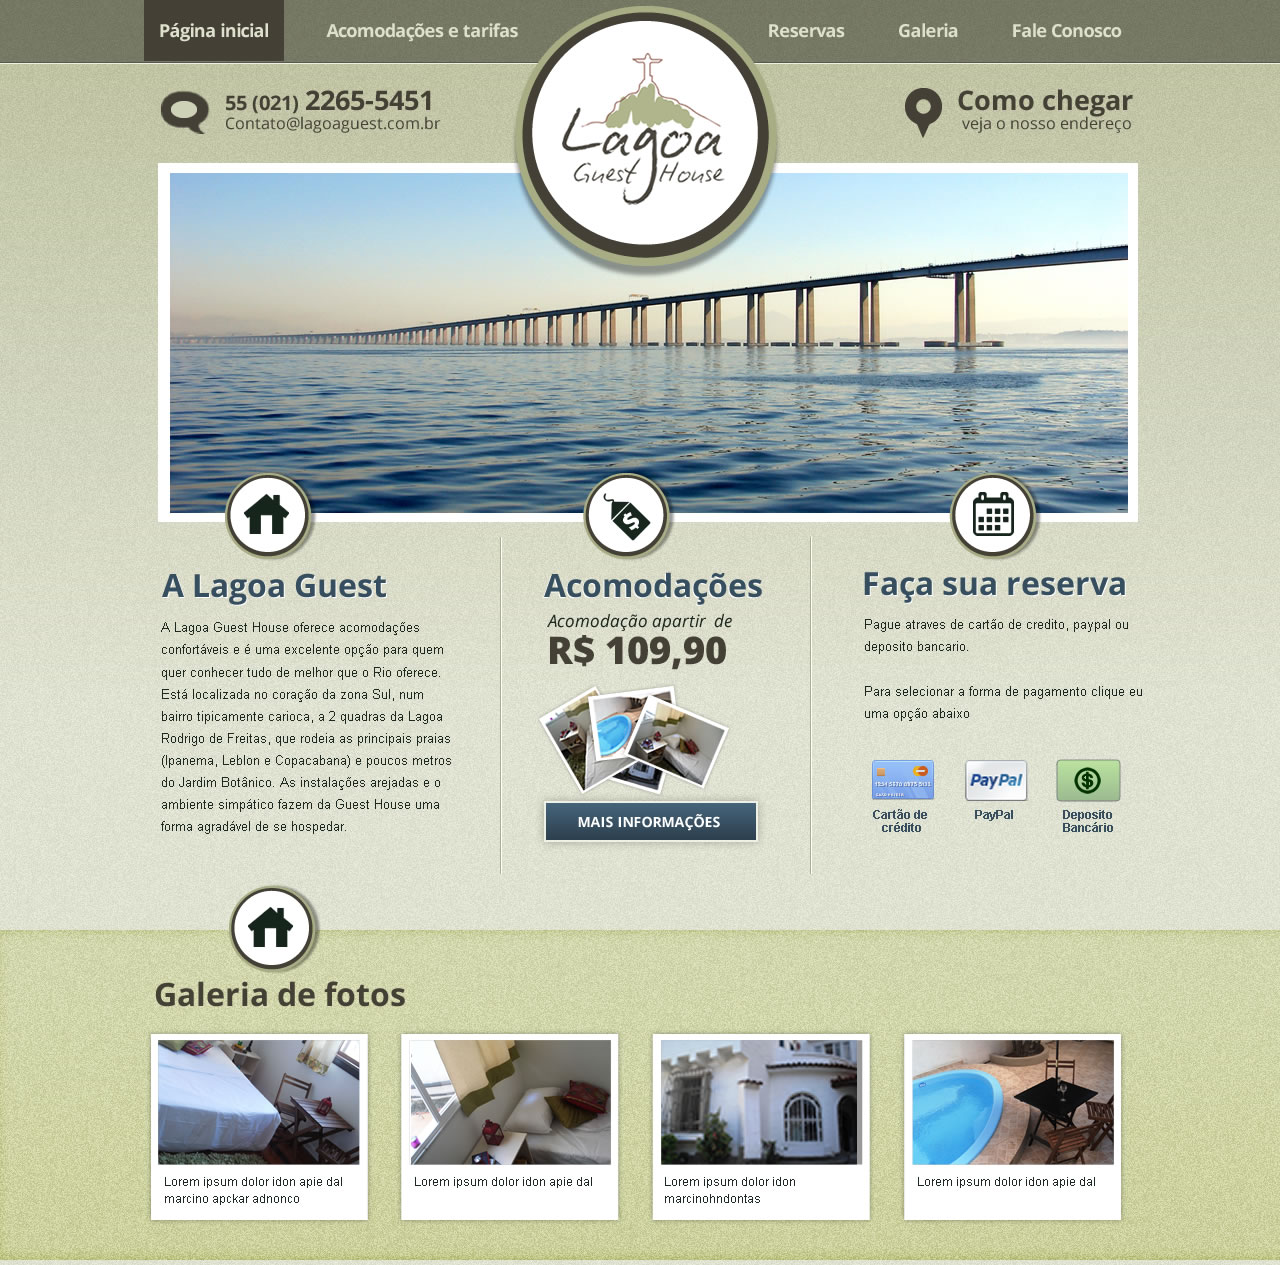 Página inicial
Acomodações e tarifas
Reservas
Galeria
Fale Conosco
55 (021) 2265-5451
Contato@lagoaguest.com.br
Lagoa
Guest House
Como chegar
veja o nosso endereço
A Lagoa Guest
A Lagoa Guest House oferece acomodações
confortáveis e é uma excelente opção para quem
quer conhecer tudo de melhor que o Rio oferece.
Está localizada no coração da zona Sul, num
bairro tipicamente carioca, a 2 quadras da Lagoa
Rodrigo de Freitas, que rodeia as principais praias
(Ipanema, Leblon e Copacabana) e poucos metros
do Jardim Botânico. As instalações arejadas e o
ambiente simpático fazem da Guest House uma
forma agradável de se hospedar.
Acomodações
Acomodação apartir de
R$ 109,90
MAIS INFORMAÇÕES
Faça sua reserva
Pague atraves de cartão de credito, paypal ou
deposito bancario.
Para selecionar a forma de pagamento clique eu
uma opção abaixo
PayPal
Cartão de
crédito
PayPal
Deposito
Bancário
Galeria de fotos
Lorem ipsum dolor idon apie dal
marcino apckar adnonco
Lorem ipsum dolor idon apie dal
Lorem ipsum dolor idon
marcinohndontas
Lorem ipsum dolor idon apie dal